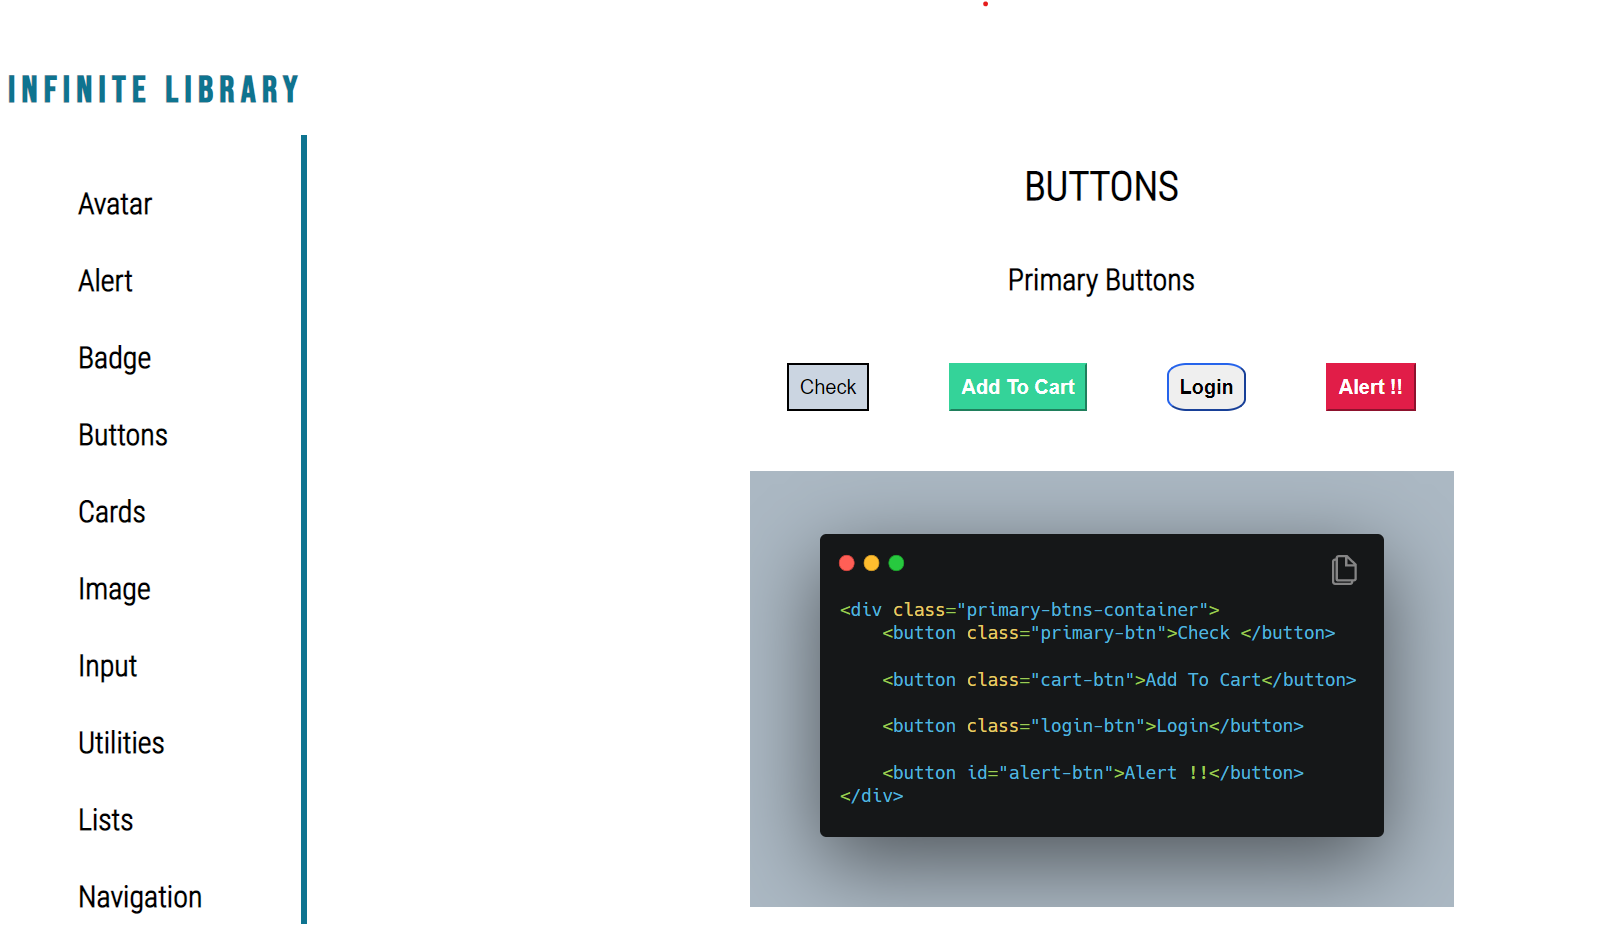 INFINITE LIBRARY
Avatar
Alert
Badge
Buttons
Cards
Image
Input
Utilities
Lists
Navigation
BUTTONS
Primary Buttons
Check
Add To Cart
Login
Alert !!
<div class="primary-btns-container">
<button class="primary-btn">Check </button>
<button class="cart-btn">Add To Cart</button>
<button class="login-btn">Login</button>
<button id="alert-btn">Alert !!</button>
</div>